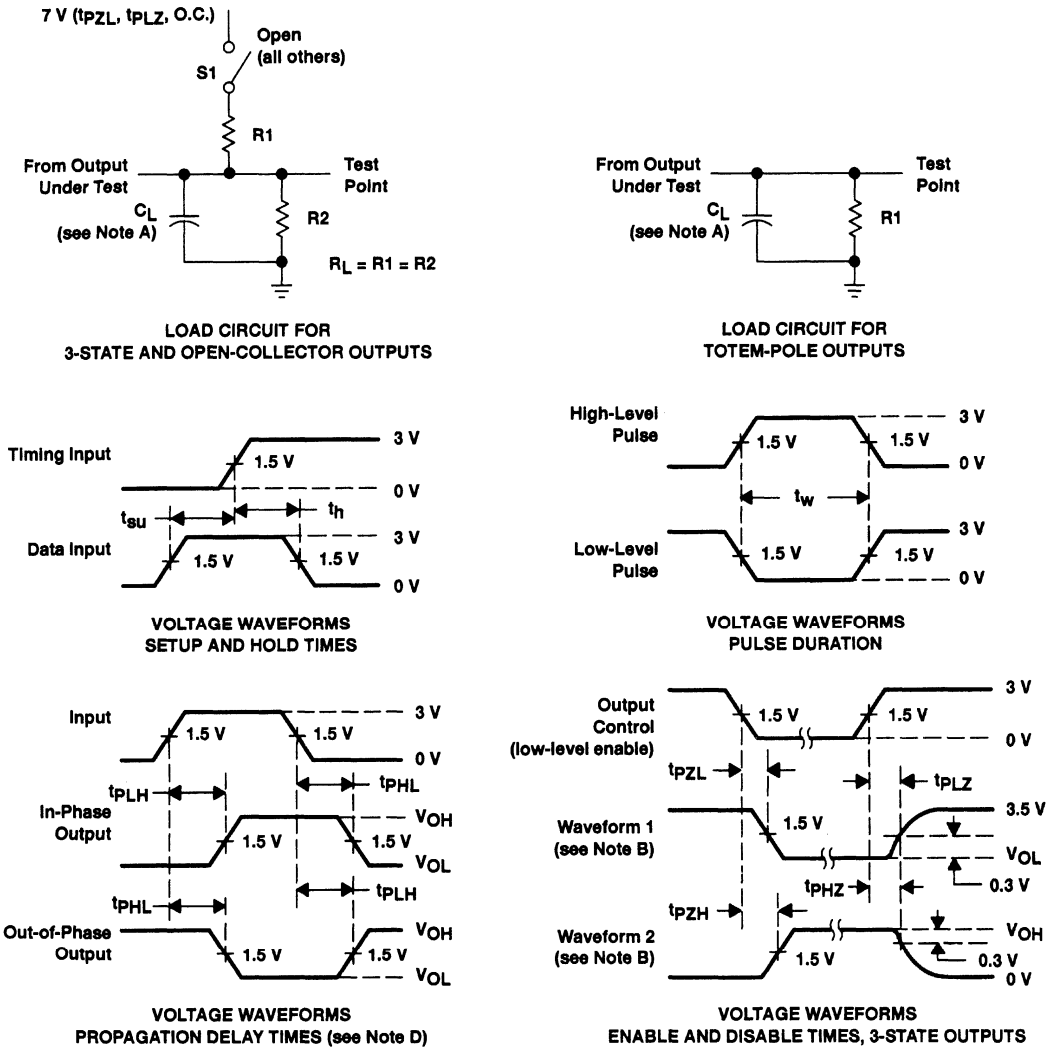 7 V (tPZL, tPLZ, O.C.)
Open
(all others)
S1
R1
From Output
Under Test
Test
Point
CL
(see Note A)
R2
RL = R1 = R2
LOAD CIRCUIT FOR
3-STATE AND OPEN-COLLECTOR OUTPUTS
From Output
Under Test
Test
Point
CL
(see Note A)
R1
LOAD CIRCUIT FOR
TOTEM-POLE OUTPUTS
Timing Input
3 V
1.5 V
0 V
tsu
th
Data Input
3 V
1.5 V
1.5 V
0 V
VOLTAGE WAVEFORMS
SETUP AND HOLD TIMES
High-Level
Pulse
3 V
1.5 V
1.5 V
0 V
tw
Low-Level
Pulse
3 V
1.5 V
1.5 V
0 V
VOLTAGE WAVEFORMS
PULSE DURATION
Input
3 V
1.5 V
1.5 V
0 V
tPLH
tPHL
In-Phase
Output
VOH
1.5 V
1.5 V
VOL
tPHL
tPLH
Out-of-Phase
Output
VOH
1.5 V
1.5 V
VOL
VOLTAGE WAVEFORMS
PROPAGATION DELAY TIMES (see Note D)
Output
Control
(low-level enable)
3 V
1.5 V
1.5 V
0 V
tPZL
tPLZ
Waveform 1
(see Note B)
3.5 V
1.5 V
VOL
0.3 V
tPHZ
tPZH
Waveform 2
(see Note B)
VOH
1.5 V
0.3 V
0 V
VOLTAGE WAVEFORMS
ENABLE AND DISABLE TIMES, 3-STATE OUTPUTS